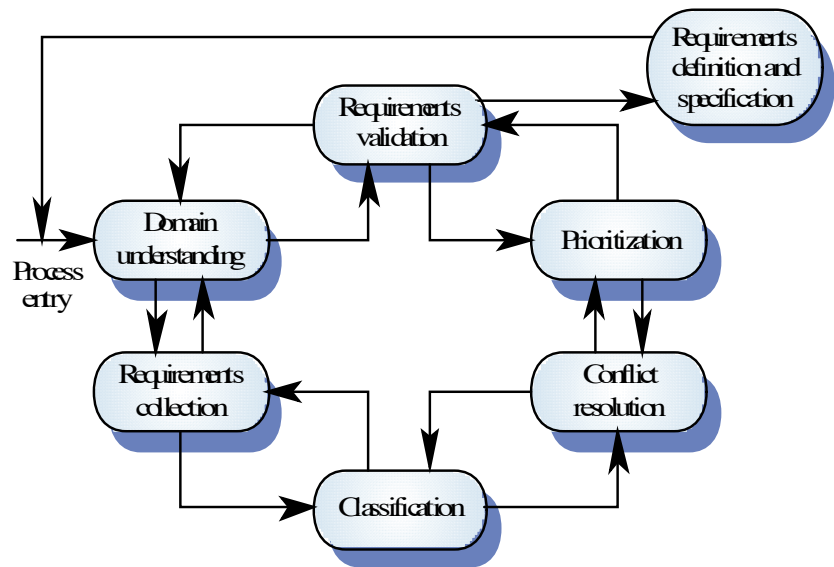 Requirements
definition and
specification
Requirements
validation
Domain
understanding
Prioritization
Process
entry
Requirements
collection
Conflict
resolution
Classification